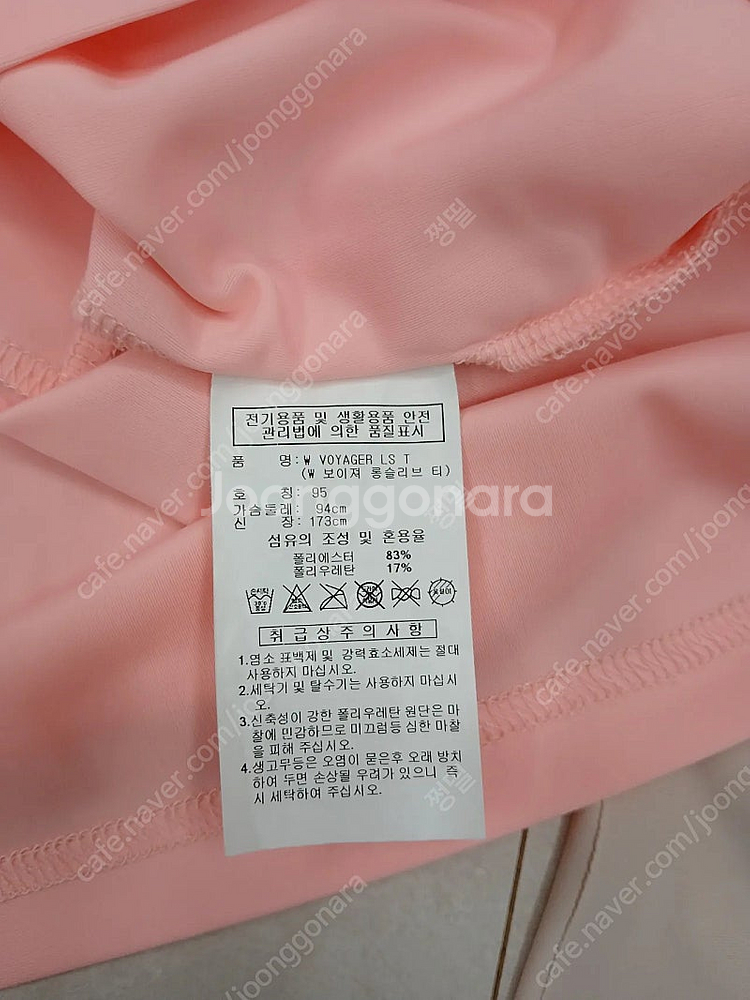 전기용품 및 생활용품 안전
관리법에 의한 품질표시
품 명: W VOYAGER LS T
(W 보이져 롱슬리브 티)
호 칭: 95
가슴둘레: 94cm
신 장: 173cm
섬유의 조성 및 혼용율
폴리에스터 83%
폴리우레탄 17%
취급상주의사항
1.염소 표백제 및 강력효소세제는 절대
사용하지 마십시오.
2.세탁기 및 탈수기는 사용하지 마십시
오.
3.신축성이 강한 폴리우레탄 원단은 마
찰에 민감하므로 미끄럼등 심한 마찰
을 피해 주십시오.
4.생고무등은 오염이 묻은후 오래 방치
하여 두면 손상될 우려가 있으니 즉
시 세탁하여 주십시오.
Joonggonara
cafe.naver.com/joonggonara
쩡띨